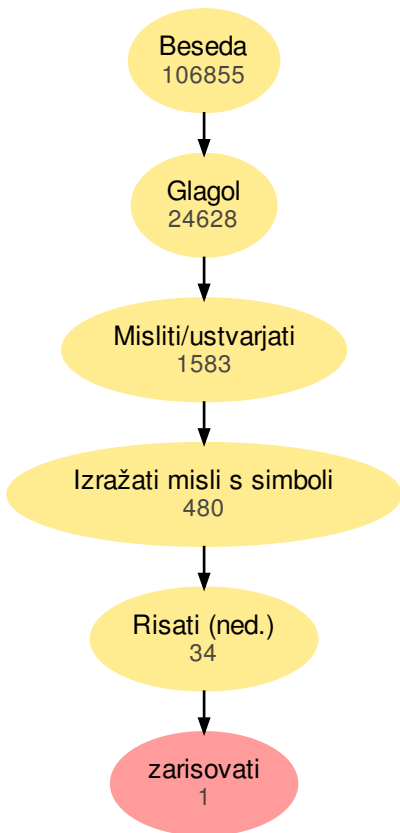 Beseda
106855
Glagol
24628
Misliti/ustvarjati
1583
Izražati misli s simboli
480
Risati (ned.)
34
zarisovati
1